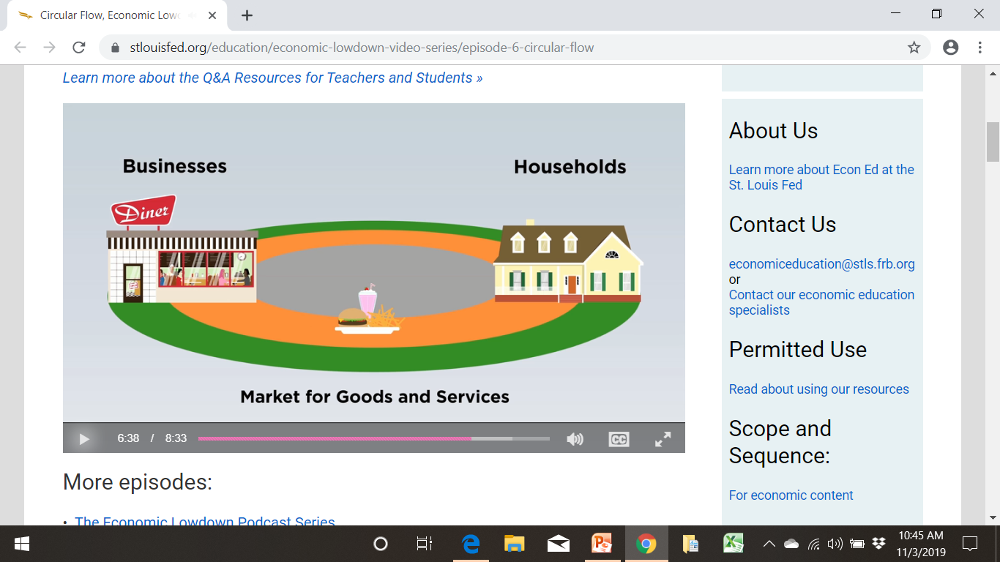 Circular Flow, Economic Low
stlouisfed.org/education/economic-lowdown-video-series/episode-6-circular-flow
Learn more about the Q&A Resources for Teachers and Students »
Businesses
Households
Diner
Market for Goods and Services
6:38 / 8:33
CC
More episodes:
• The Economic Lowdown Podcast Series
About Us
Learn more about Econ Ed at the
St. Louis Fed
Contact Us
economiceducation@stls.frb.org
or
Contact our economic education
specialists
Permitted Use
Read about using our resources
Scope and
Sequence:
For economic content
10:45 AM
11/3/2019